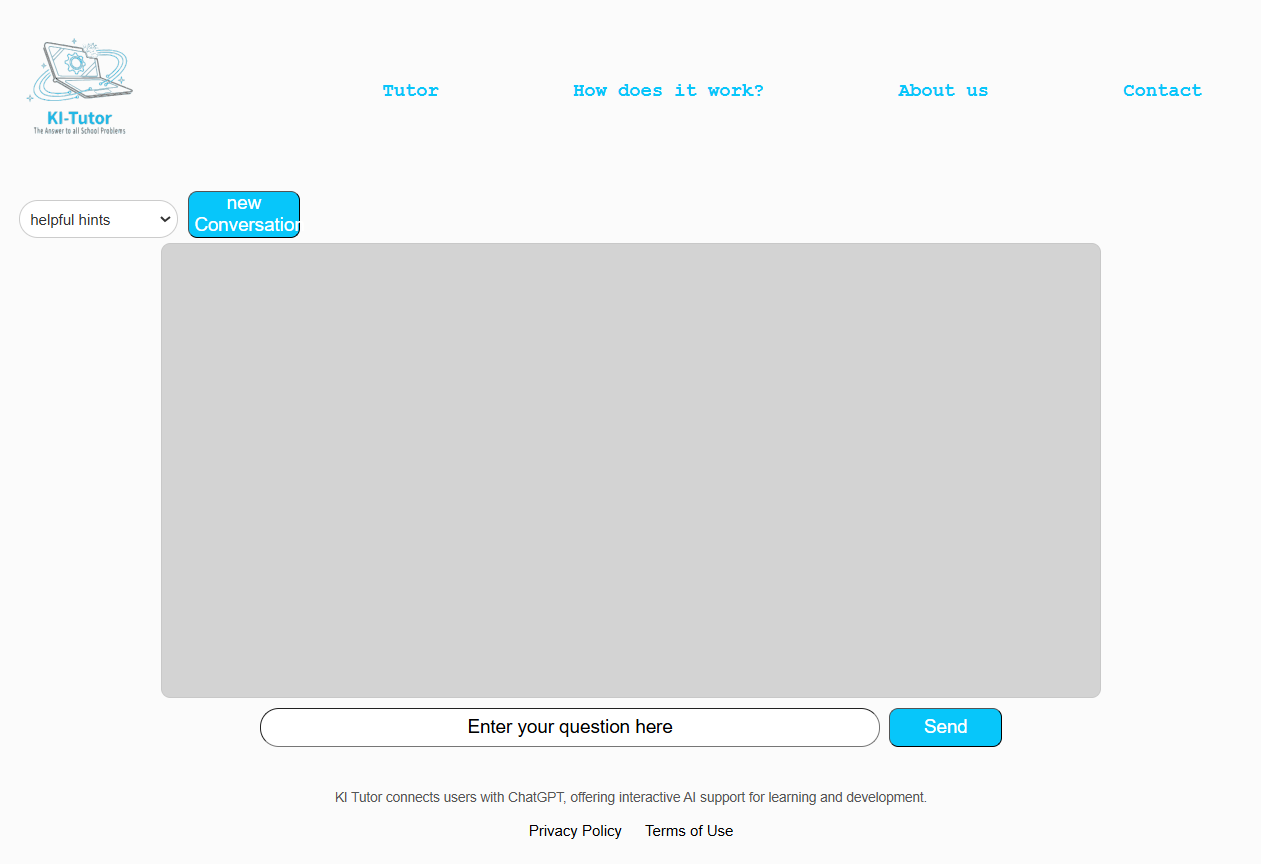 KI-Tutor
The Answer to all School Problems
Tutor
How does it work?
About us
Contact
helpful hints
new
Conversation
Enter your question here
Send
KI Tutor connects users with ChatGPT, offering interactive AI support for learning and development.
Privacy Policy
Terms of Use